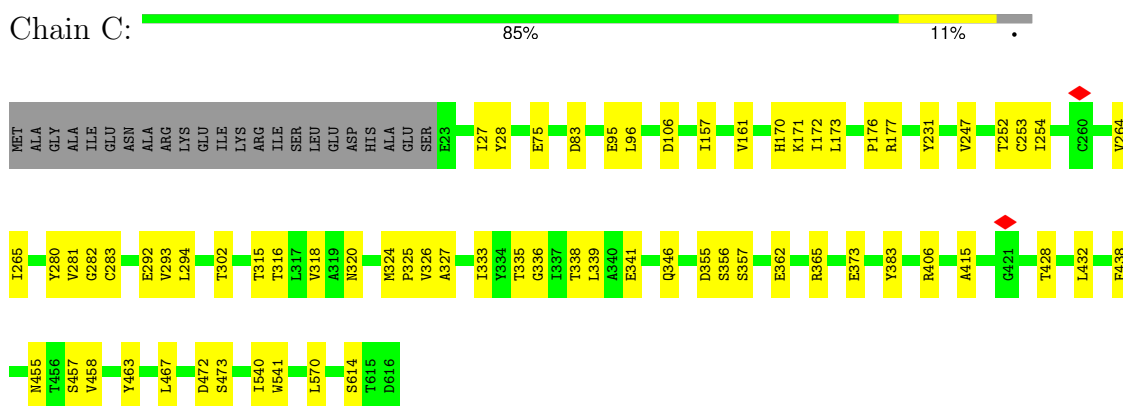 Chain C:
85% 11% •
MET ALA GLY ALA ILE GLU ASN ALA ARG LYS GLU ILE LYS ARG ILE SER LEU GLU ASP HIS ALA GLU SER E23 I27 Y28 E75 D83 E95 L96 D106 I157 V161 H170 K171 I172 L173 P176 R177 Y231 V247 T252 C253 I254 C260 V264
I265 Y280 V281 G282 C283 E292 V293 L294 T302 T315 T316 L317 V318 A319 N320 M324 P325 V326 A327 I333 Y334 T335 G336 I337 T338 L339 A340 E341 Q346 D355 S356 S357 E362 R365 E373 Y383 R406 A415 G421 T428 L432 F438
N455 T456 S457 V458 Y463 L467 D472 S473 I540 W541 L570 S614 T615 D616